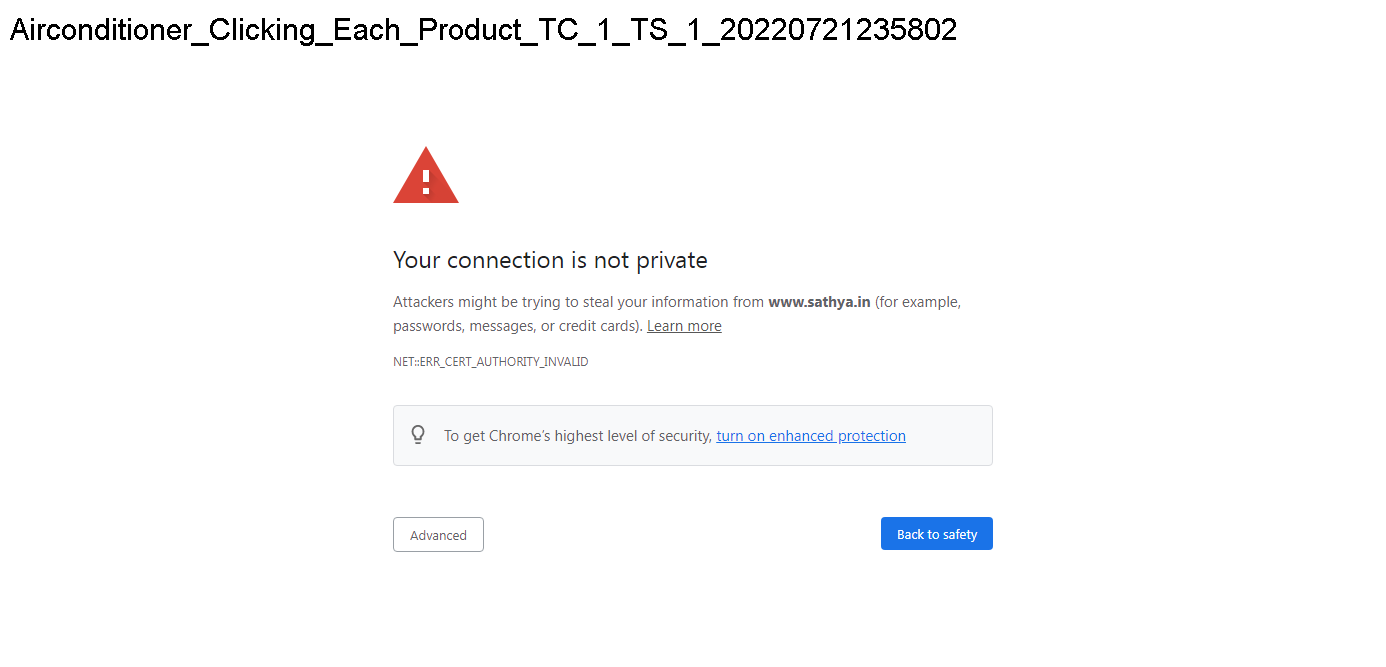 Airconditioner_Clicking_Each_Product_TC_1_TS_1_20220721235802
Your connection is not private
Attackers might be trying to steal your information from www.sathya.in (for example,
passwords, messages, or credit cards). Learn more
NET::ERR_CERT_AUTHORITY_INVALID
To get Chrome's highest level of security, turn on enhanced protection
Advanced
Back to safety